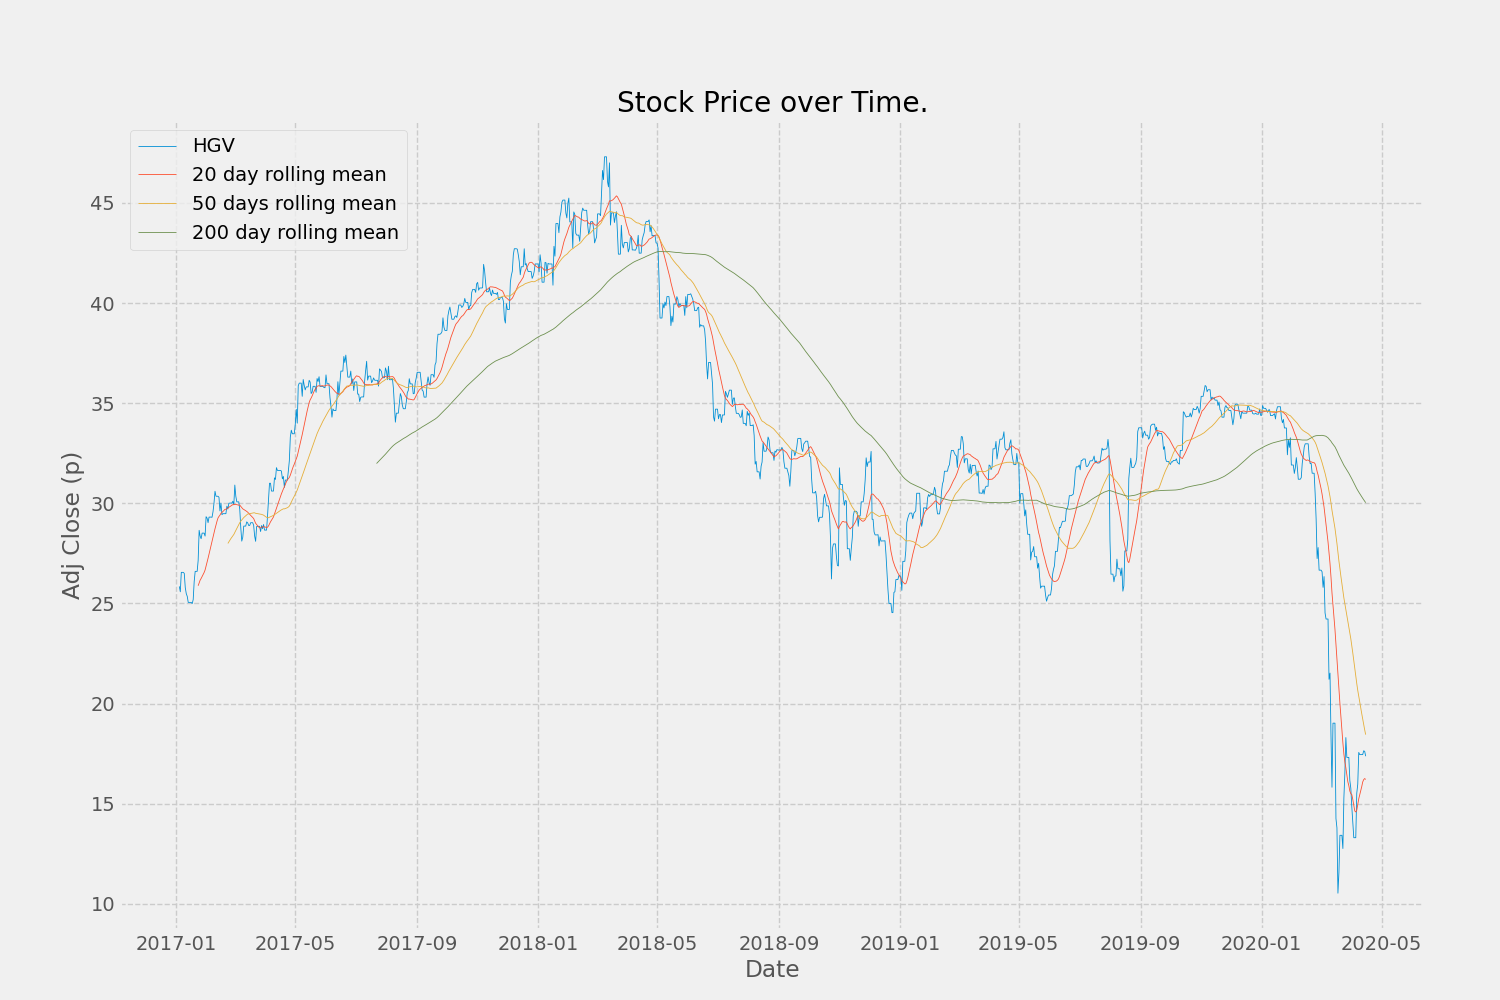 Stock Price over Time.
HGV
20 day rolling mean
50 days rolling mean
200 day rolling mean
Adj Close (p)
45
40
35
30
25
20
15
10
2017-01 2017-05 2017-09 2018-01 2018-05 2018-09 2019-01 2019-05 2019-09 2020-01 2020-05
Date